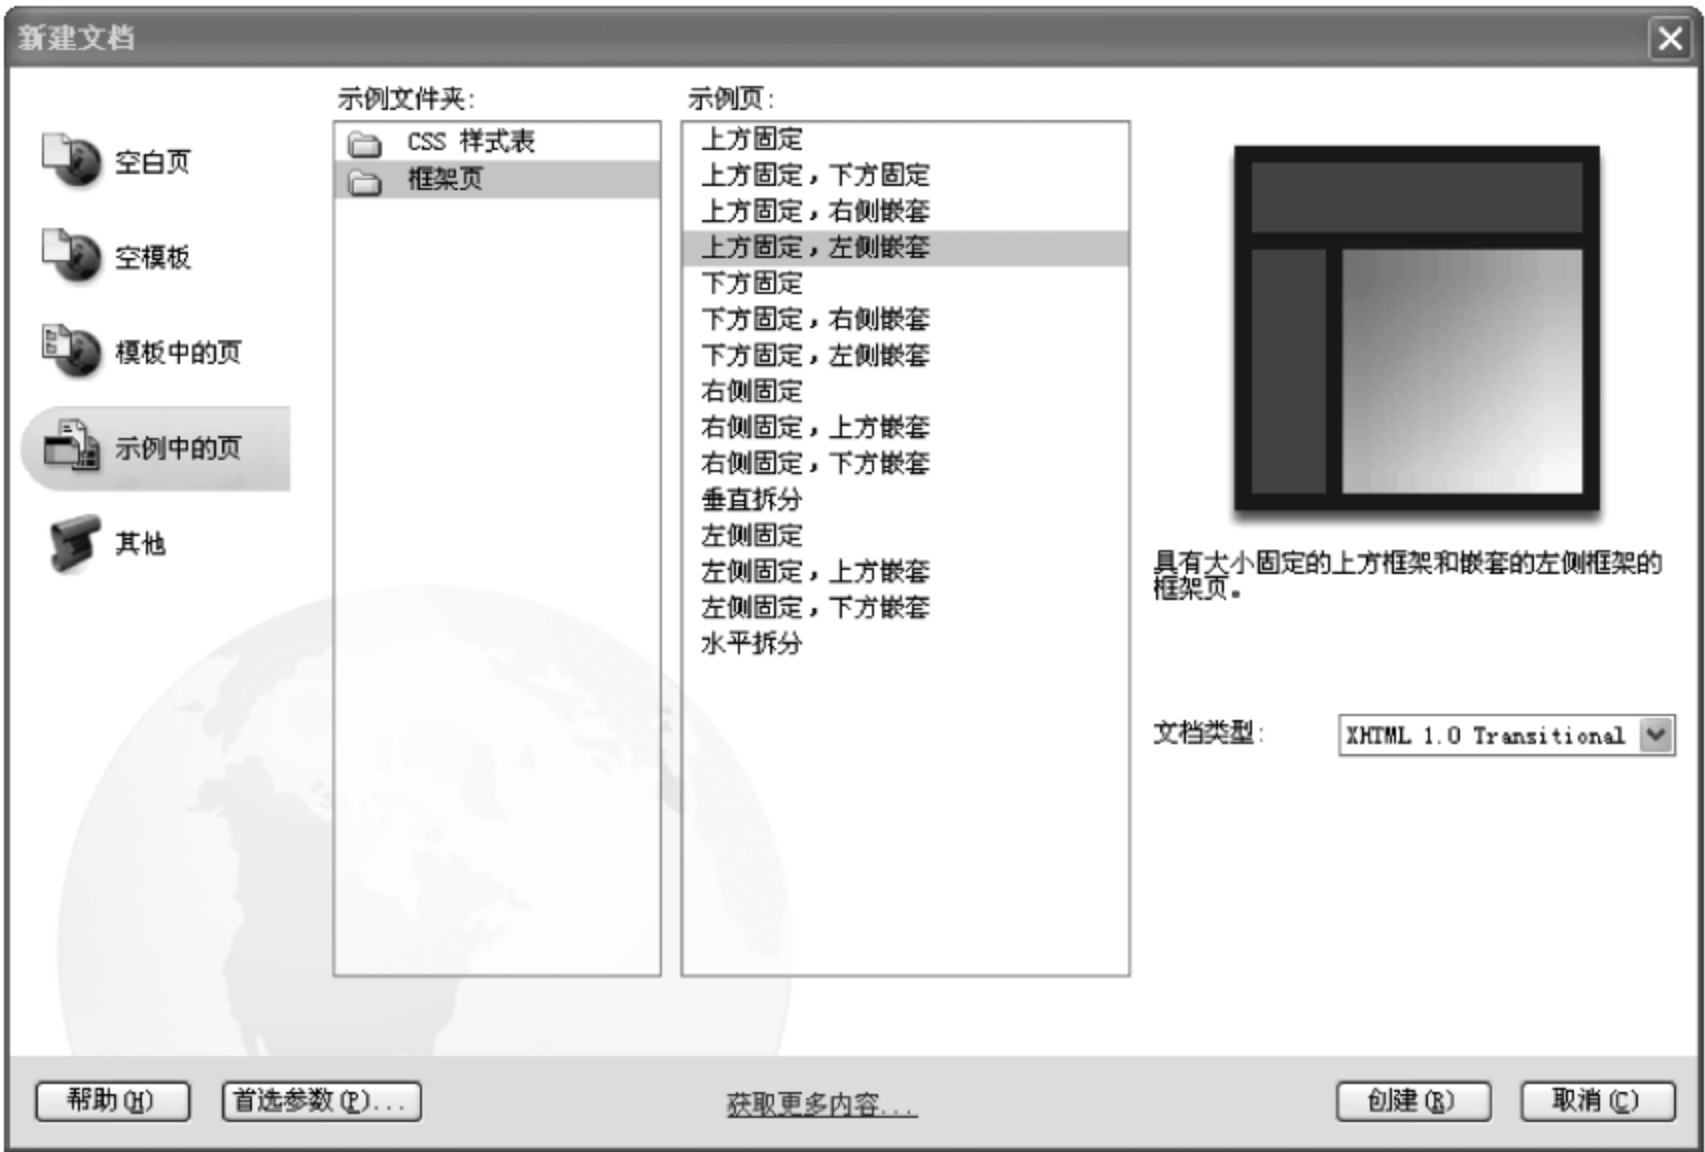 新建文档
空白页
空模板
模板中的页
示例中的页
其他
示例文件夹:
CSS 样式表
框架页
示例页:
上方固定
上方固定，下方固定
上方固定，右侧嵌套
上方固定，左侧嵌套
下方固定
下方固定，右侧嵌套
下方固定，左侧嵌套
右侧固定
右侧固定，上方嵌套
右侧固定，下方嵌套
垂直拆分
左侧固定
左侧固定，上方嵌套
左侧固定，下方嵌套
水平拆分
具有大小固定的上方框架和嵌套的左侧框架的
框架页。
文档类型:
XHTML 1.0 Transitional
帮助(H)
首选参数(P)...
获取更多内容...
创建(R)
取消(C)